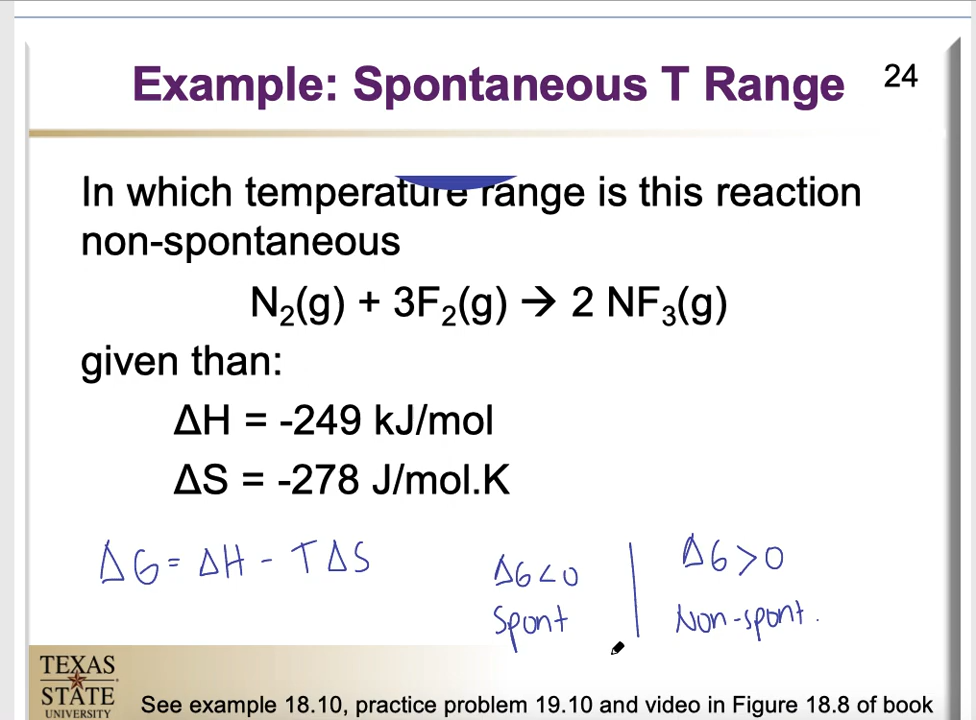 Example: Spontaneous T Range
24
In which temperature range is this reaction
non-spontaneous
N₂(g) + 3F₂(g) → 2 NF₃(g)
given than:
ΔH = -249 kJ/mol
ΔS = -278 J/mol.K
ΔG = ΔH - TΔS
ΔG<0
Spont
ΔG>0
Non-spont.
TEXAS
STATE
UNIVERSITY
See example 18.10, practice problem 19.10 and video in Figure 18.8 of book